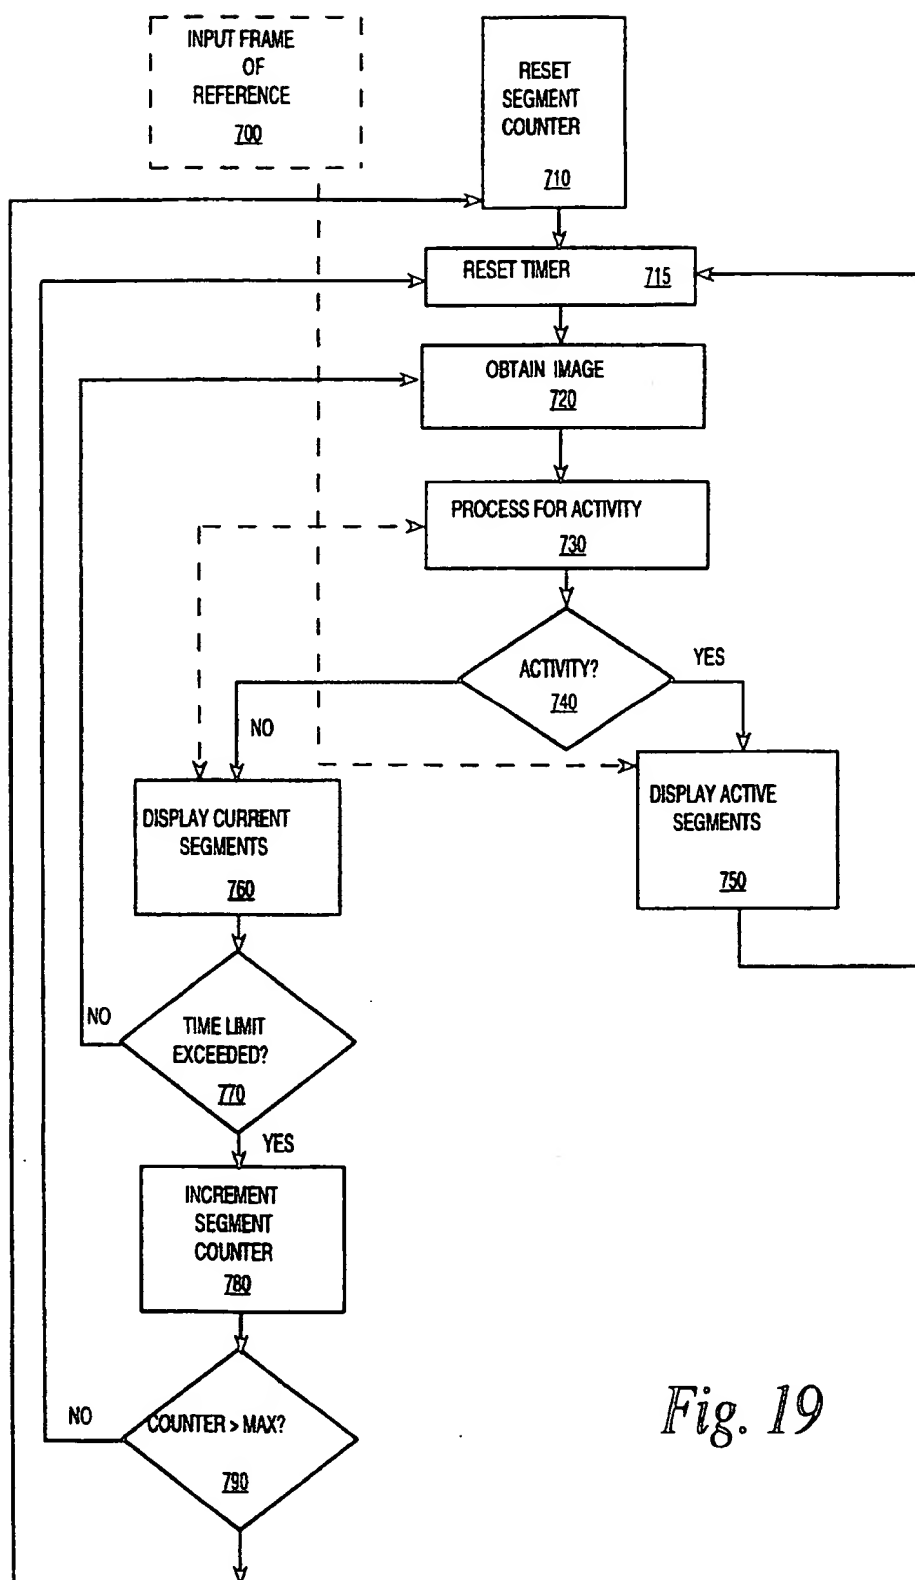 INPUT FRAME
OF
REFERENCE
700
RESET
SEGMENT
COUNTER
710
RESET TIMER
715
OBTAIN IMAGE
720
PROCESS FOR ACTIVITY
730
ACTIVITY?
740
YES
NO
DISPLAY CURRENT
SEGMENTS
760
DISPLAY ACTIVE
SEGMENTS
750
NO
TIME LIMIT
EXCEEDED?
770
YES
INCREMENT
SEGMENT
COUNTER
780
NO
COUNTER > MAX?
790
Fig. 19